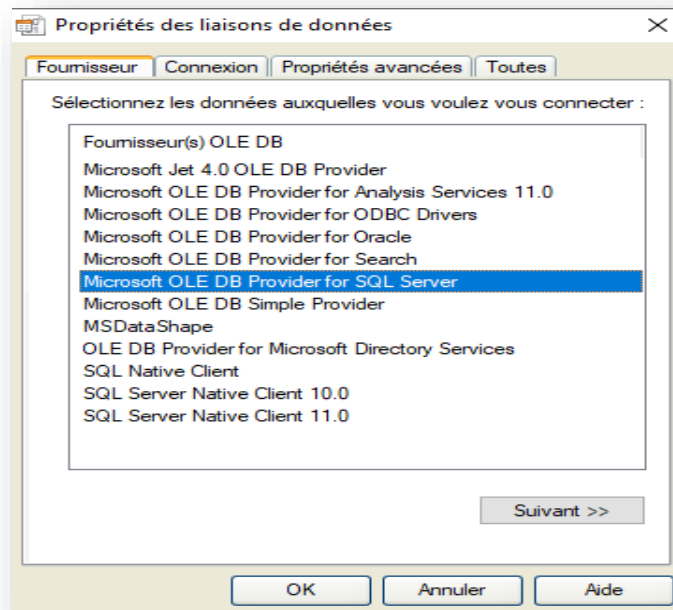 Propriétés des liaisons de données
Fournisseur Connexion Propriétés avancées Toutes
Sélectionnez les données auxquelles vous voulez vous connecter :
Fournisseur(s) OLE DB
Microsoft Jet 4.0 OLE DB Provider
Microsoft OLE DB Provider for Analysis Services 11.0
Microsoft OLE DB Provider for ODBC Drivers
Microsoft OLE DB Provider for Oracle
Microsoft OLE DB Provider for Search
Microsoft OLE DB Provider for SQL Server
Microsoft OLE DB Simple Provider
MSDataShape
OLE DB Provider for Microsoft Directory Services
SQL Native Client
SQL Server Native Client 10.0
SQL Server Native Client 11.0
Suivant >>
OK Annuler Aide